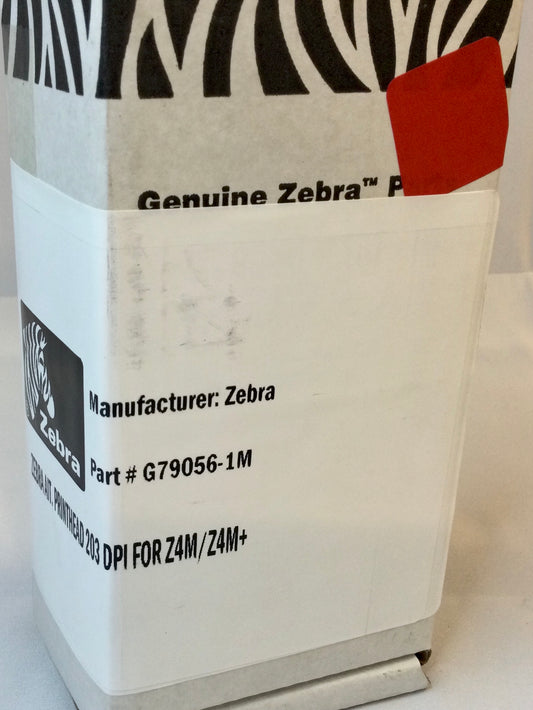 Genuine Zebra™ P
Manufacturer: Zebra
Zebra
Part # G79056-1M
ZEBRA KIT, PRINTHEAD 203 DPI FOR Z4M/Z4M+